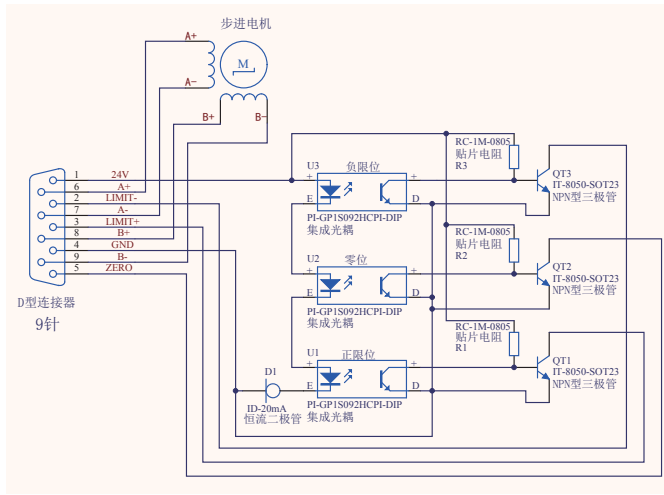 步进电机
A+
M
A-
B+
B-
1 24V
6 A+
2 LIMIT-
7 A-
3 LIMIT+
8 B+
4 GND
9 B-
5 ZERO
D型连接器
9针
U3
负限位
+ +
E D
PI-GP1S092HCPI-DIP
集成光耦
RC-1M-0805
贴片电阻
R3
QT3
IT-8050-SOT23
NPN型三极管
U2
零位
+ +
E D
PI-GP1S092HCPI-DIP
集成光耦
RC-1M-0805
贴片电阻
R2
QT2
IT-8050-SOT23
NPN型三极管
U1
正限位
+ +
E D
PI-GP1S092HCPI-DIP
集成光耦
RC-1M-0805
贴片电阻
R1
QT1
IT-8050-SOT23
NPN型三极管
D1
ID-20mA
恒流二极管